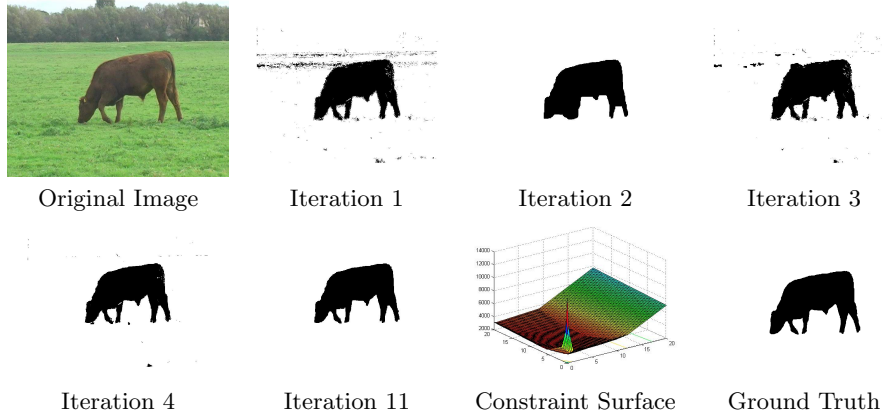 Original Image
Iteration 1
Iteration 2
Iteration 3
14000
12000
10000
8000
6000
4000
2000
20
15
10
5
0
0
5
10
15
20
Iteration 4
Iteration 11
Constraint Surface
Ground Truth